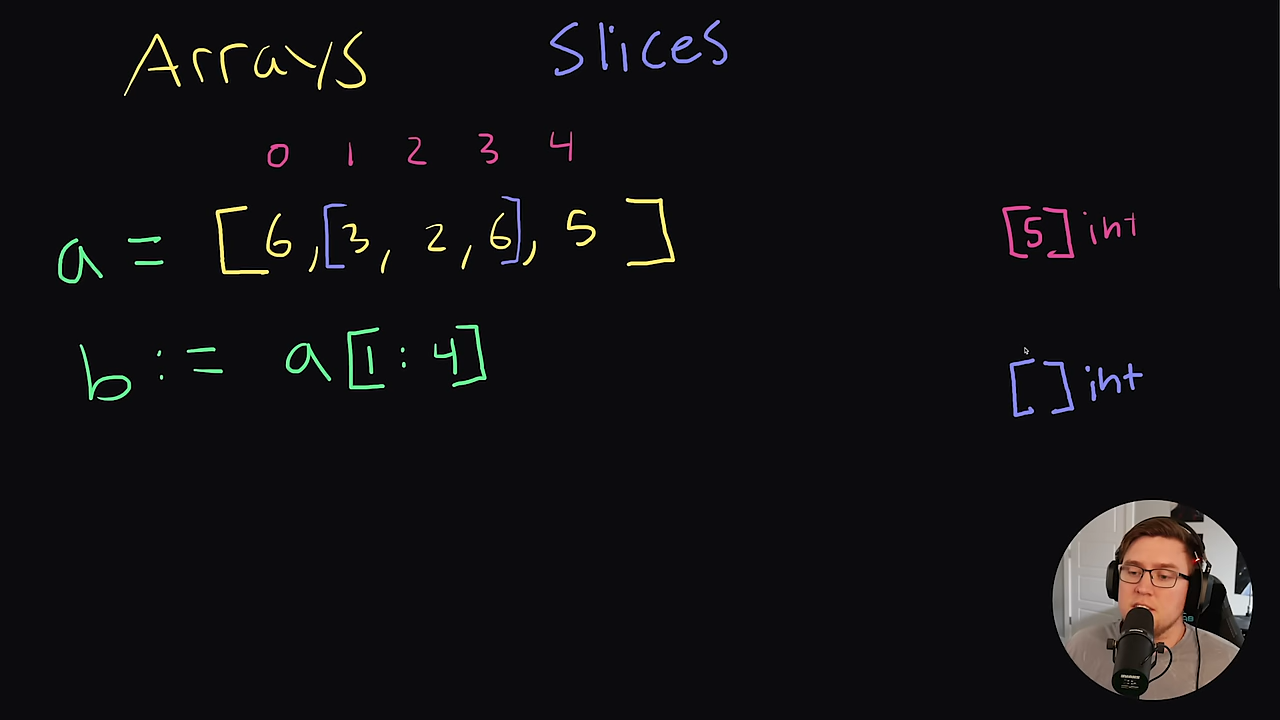 Arrays Slices
0 1 2 3 4
a = [6, [3, 2, 6], 5]
[5] int
b := a[1:4]
[ ] int